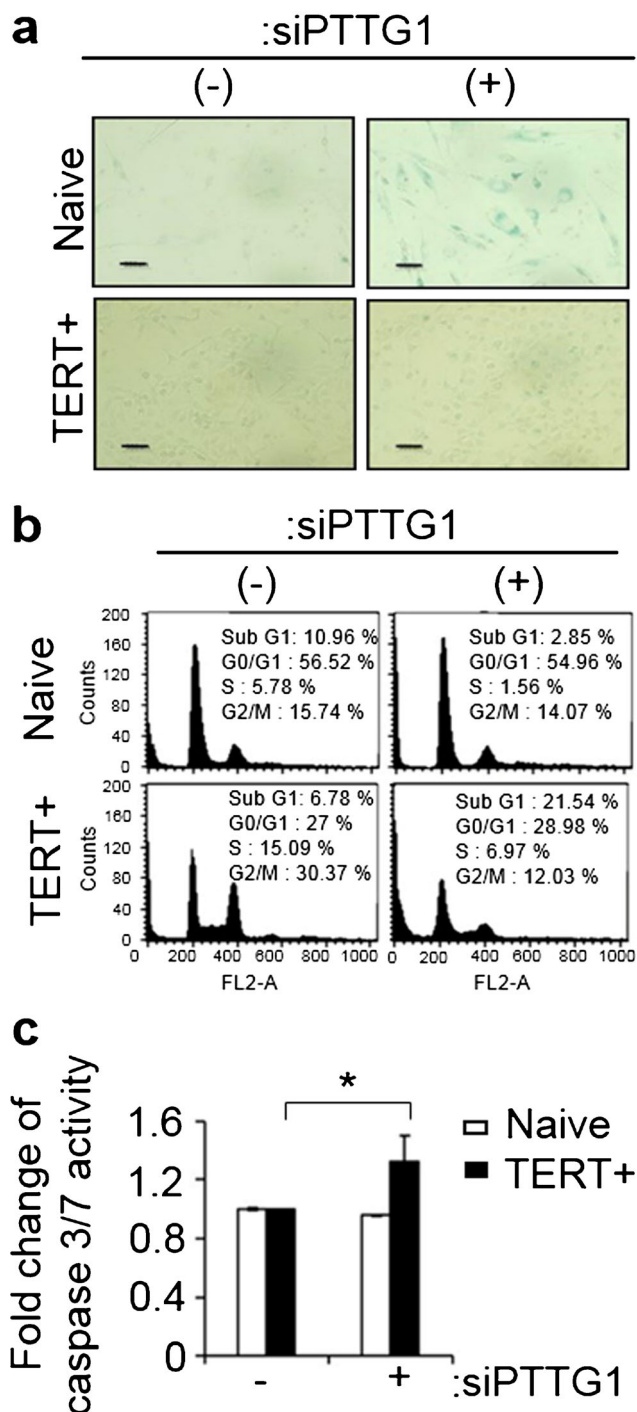 a
:siPTTG1
(-) (+)
Naive
TERT+
b
:siPTTG1
(-) (+)
Naive
Counts
200
160
120
80
40
0
Sub G1: 10.96 %
G0/G1 : 56.52 %
S : 5.78 %
G2/M : 15.74 %
Sub G1: 2.85 %
G0/G1 : 54.96 %
S : 1.56 %
G2/M : 14.07 %
TERT+
Counts
200
160
120
80
40
0
Sub G1: 6.78 %
G0/G1 : 27 %
S : 15.09 %
G2/M : 30.37 %
Sub G1 : 21.54 %
G0/G1 : 28.98 %
S : 6.97 %
G2/M : 12.03 %
0 200 400 600 800 1000 0 200 400 600 800 1000
FL2-A FL2-A
c
Fold change of
caspase 3/7 activity
1.6
1.2
0.8
0.4
0
*
Naive
TERT+
- + :siPTTG1